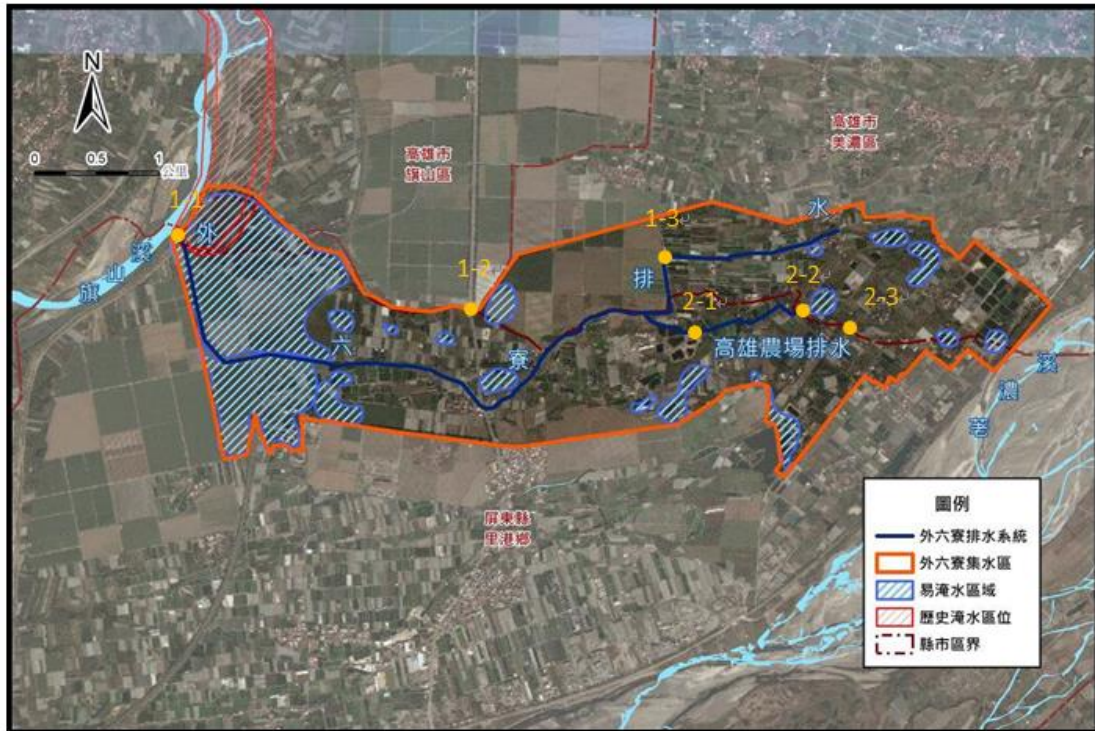 N
0 0.5 1
公里
高雄市
旗山區
高雄市
美濃區
1-1
外
旗山溪
1-2
1-3
水
排
2-1
2-2
2-3
六
寮
高雄農場排水
荖濃溪
屏東縣
里港鄉
圖例
外六寮排水系統
外六寮集水區
易淹水區域
歷史淹水區位
縣市區界